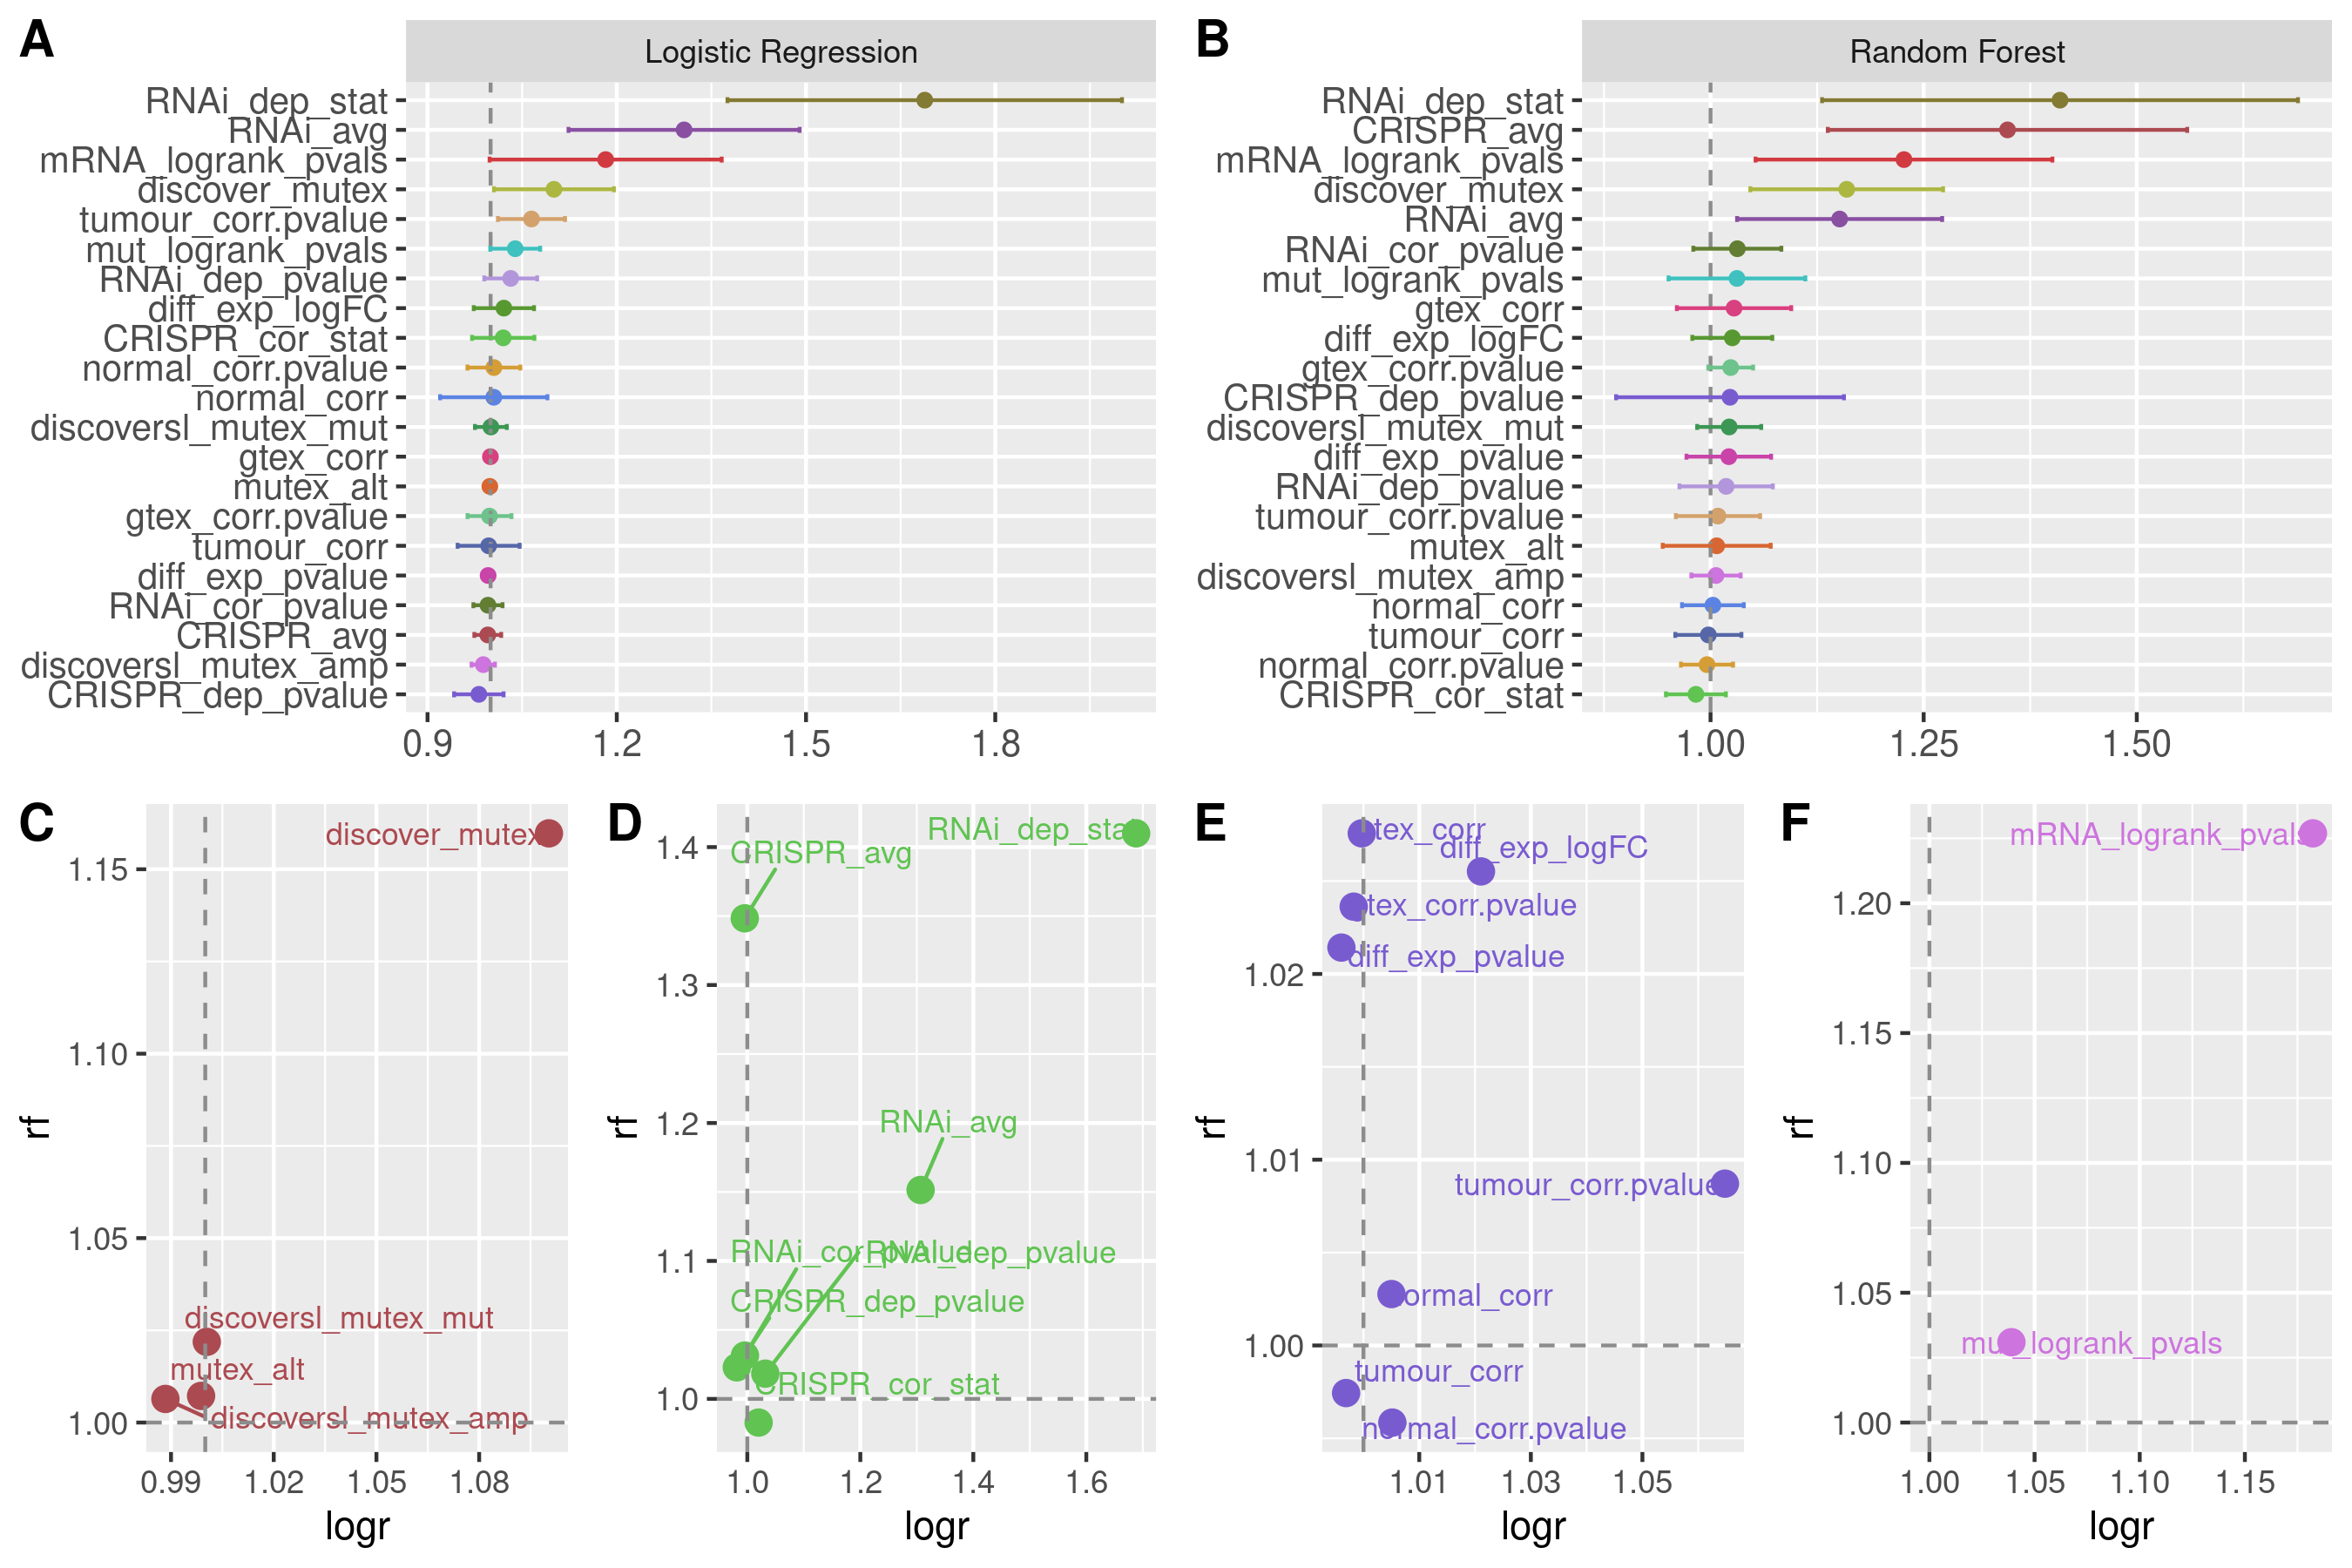 A
Logistic Regression
RNAi_dep_stat
RNAi_avg
mRNA_logrank_pvals
discover_mutex
tumour_corr.pvalue
mut_logrank_pvals
RNAi_dep_pvalue
diff_exp_logFC
CRISPR_cor_stat
normal_corr.pvalue
normal_corr
discoversl_mutex_mut
gtex_corr
mutex_alt
gtex_corr.pvalue
tumour_corr
diff_exp_pvalue
RNAi_cor_pvalue
CRISPR_avg
discoversl_mutex_amp
CRISPR_dep_pvalue
0.9 1.2 1.5 1.8
B
Random Forest
RNAi_dep_stat
CRISPR_avg
mRNA_logrank_pvals
discover_mutex
RNAi_avg
RNAi_cor_pvalue
mut_logrank_pvals
gtex_corr
diff_exp_logFC
gtex_corr.pvalue
CRISPR_dep_pvalue
discoversl_mutex_mut
diff_exp_pvalue
RNAi_dep_pvalue
tumour_corr.pvalue
mutex_alt
discoversl_mutex_amp
normal_corr
tumour_corr
normal_corr.pvalue
CRISPR_cor_stat
1.00 1.25 1.50
C
rf
1.15
1.10
1.05
1.00
discover_mutex
discoversl_mutex_mut
mutex_alt
discoversl_mutex_amp
0.99 1.02 1.05 1.08
logr
D
rf
1.4
1.3
1.2
1.1
1.0
RNAi_dep_stat
CRISPR_avg
RNAi_avg
RNAi_cor_pvalue
RNAi_dep_pvalue
CRISPR_dep_pvalue
CRISPR_cor_stat
1.0 1.2 1.4 1.6
logr
E
rf
1.02
1.01
1.00
gtex_corr
diff_exp_logFC
gtex_corr.pvalue
diff_exp_pvalue
tumour_corr.pvalue
normal_corr
tumour_corr
normal_corr.pvalue
1.01 1.03 1.05
logr
F
rf
1.20
1.15
1.10
1.05
1.00
mRNA_logrank_pvals
mut_logrank_pvals
1.00 1.05 1.10 1.15
logr